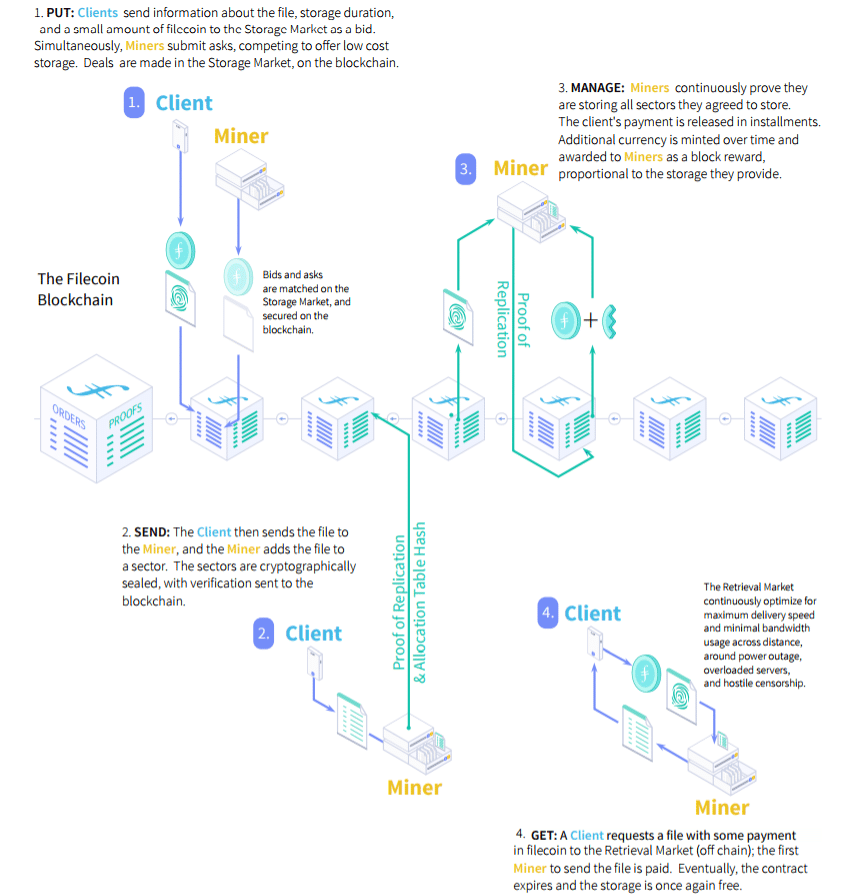 1. PUT: Clients send information about the file, storage duration,
and a small amount of filecoin to the Storage Market as a bid.
Simultaneously, Miners submit asks, competing to offer low cost
storage. Deals are made in the Storage Market, on the blockchain.
1. Client
Miner
3. MANAGE: Miners continuously prove they
are storing all sectors they agreed to store.
The client's payment is released in installments.
Additional currency is minted over time and
awarded to Miners as a block reward,
proportional to the storage they provide.
3. Miner
The Filecoin
Blockchain
Bids and asks
are matched on the
Storage Market, and
secured on the
blockchain.
Proof of
Replication
+
ORDERS
PROOFS
2. SEND: The Client then sends the file to
the Miner, and the Miner adds the file to
a sector. The sectors are cryptographically
sealed, with verification sent to the
blockchain.
2. Client
Proof of Replication
& Allocation Table Hash
Miner
4. Client
The Retrieval Market
continuously optimize for
maximum delivery speed
and minimal bandwidth
usage across distance,
around power outage,
overloaded servers,
and hostile censorship.
Miner
4. GET: A Client requests a file with some payment
in filecoin to the Retrieval Market (off chain); the first
Miner to send the file is paid. Eventually, the contract
expires and the storage is once again free.